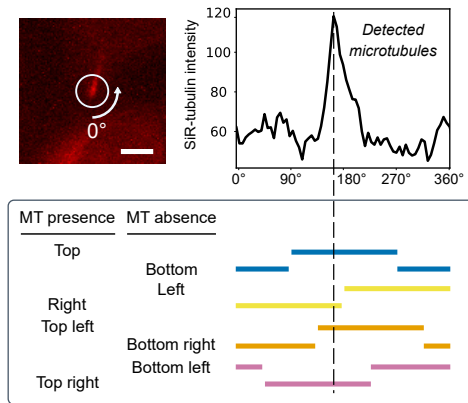 120
100
80
60
SiR-tubulin intensity
Detected
microtubules
0°
0°
90°
180°
270°
360°
MT presence
MT absence
Top
Bottom
Left
Right
Top left
Bottom right
Bottom left
Top right